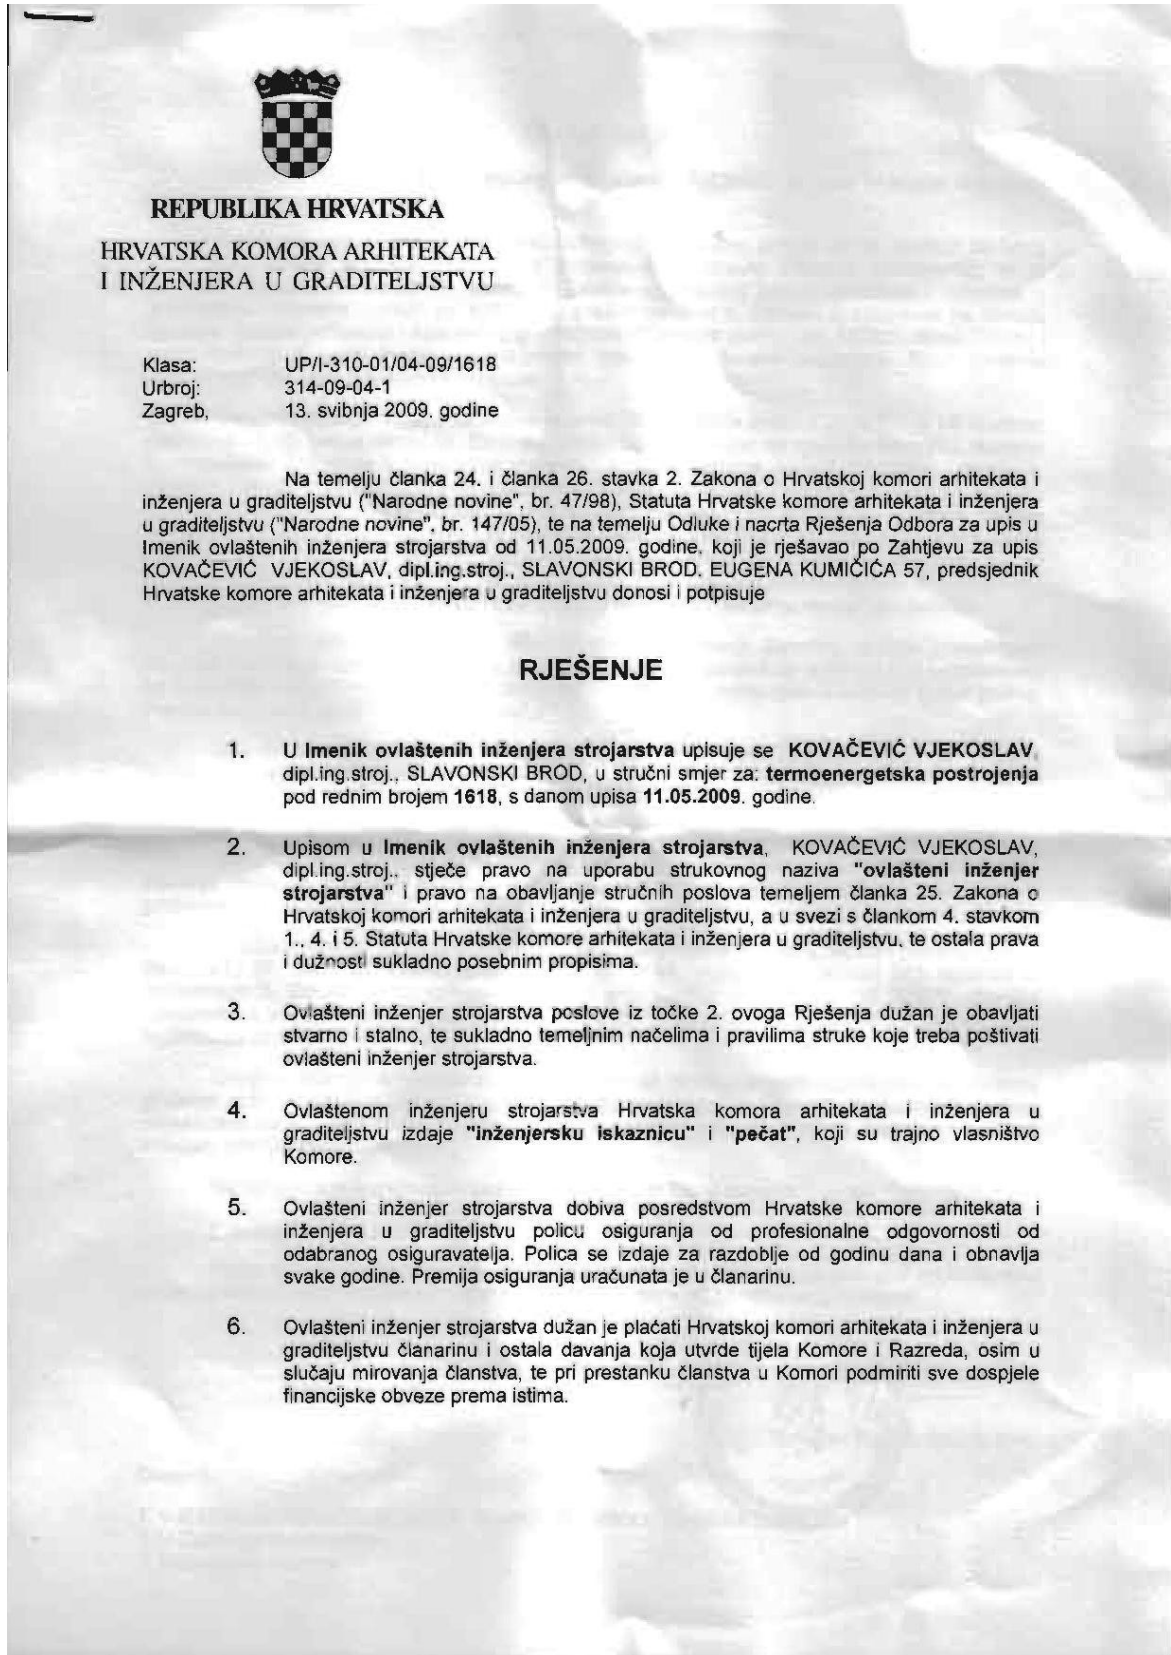 REPUBLIKA HRVATSKA
HRVATSKA KOMORA ARHITEKATA
I INŽENJERA U GRADITELJSTVU
Klasa: UP/I-310-01/04-09/1618
Urbroj: 314-09-04-1
Zagreb, 13. svibnja 2009. godine
Na temelju članka 24. i članka 26. stavka 2. Zakona o Hrvatskoj komori arhitekata i
inženjera u graditeljstvu ("Narodne novine", br. 47/98), Statuta Hrvatske komore arhitekata i inženjera
u graditeljstvu ("Narodne novine", br. 147/05), te na temelju Odluke i nacrta Rješenja Odbora za upis u
Imenik ovlaštenih inženjera strojarstva od 11.05.2009. godine, koji je rješavao po Zahtjevu za upis
KOVAČEVIĆ VJEKOSLAV, dipl.ing.stroj., SLAVONSKI BROD, EUGENA KUMIČIĆA 57, predsjednik
Hrvatske komore arhitekata i inženjera u graditeljstvu donosi i potpisuje
RJEŠENJE
1. U Imenik ovlaštenih inženjera strojarstva upisuje se KOVAČEVIĆ VJEKOSLAV,
dipl.ing.stroj., SLAVONSKI BROD, u stručni smjer za: termoenergetska postrojenja
pod rednim brojem 1618, s danom upisa 11.05.2009. godine.
2. Upisom u Imenik ovlaštenih inženjera strojarstva, KOVAČEVIĆ VJEKOSLAV,
dipl.ing.stroj., stječe pravo na uporabu strukovnog naziva "ovlašteni inženjer
strojarstva" i pravo na obavljanje stručnih poslova temeljem članka 25. Zakona o
Hrvatskoj komori arhitekata i inženjera u graditeljstvu, a u svezi s člankom 4. stavkom
1., 4. i 5. Statuta Hrvatske komore arhitekata i inženjera u graditeljstvu, te ostala prava
i dužnosti sukladno posebnim propisima.
3. Ovlašteni inženjer strojarstva poslove iz točke 2. ovoga Rješenja dužan je obavljati
stvarno i stalno, te sukladno temeljnim načelima i pravilima struke koje treba poštivati
ovlašteni inženjer strojarstva.
4. Ovlaštenom inženjeru strojarstva Hrvatska komora arhitekata i inženjera u
graditeljstvu izdaje "inženjersku iskaznicu" i "pečat", koji su trajno vlasništvo
Komore.
5. Ovlašteni inženjer strojarstva dobiva posredstvom Hrvatske komore arhitekata i
inženjera u graditeljstvu policu osiguranja od profesionalne odgovornosti od
odabranog osiguravatelja. Polica se izdaje za razdoblje od godinu dana i obnavlja
svake godine. Premija osiguranja uračunata je u članarinu.
6. Ovlašteni inženjer strojarstva dužan je plaćati Hrvatskoj komori arhitekata i inženjera u
graditeljstvu članarinu i ostala davanja koja utvrde tijela Komore i Razreda, osim u
slučaju mirovanja članstva, te pri prestanku članstva u Komori podmiriti sve dospjele
financijske obveze prema istima.